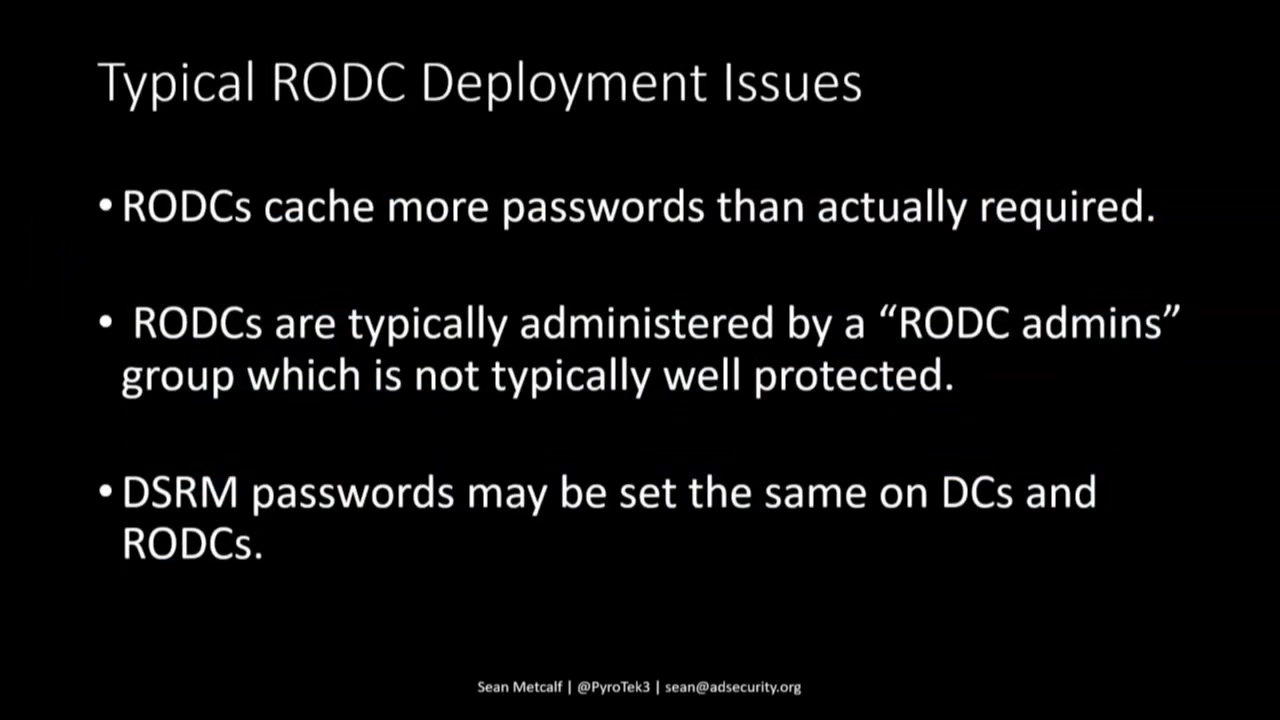 Typical RODC Deployment Issues
• RODCs cache more passwords than actually required.
• RODCs are typically administered by a “RODC admins”
group which is not typically well protected.
• DSRM passwords may be set the same on DCs and
RODCs.
Sean Metcalf | @PyroTek3 | sean@adsecurity.org